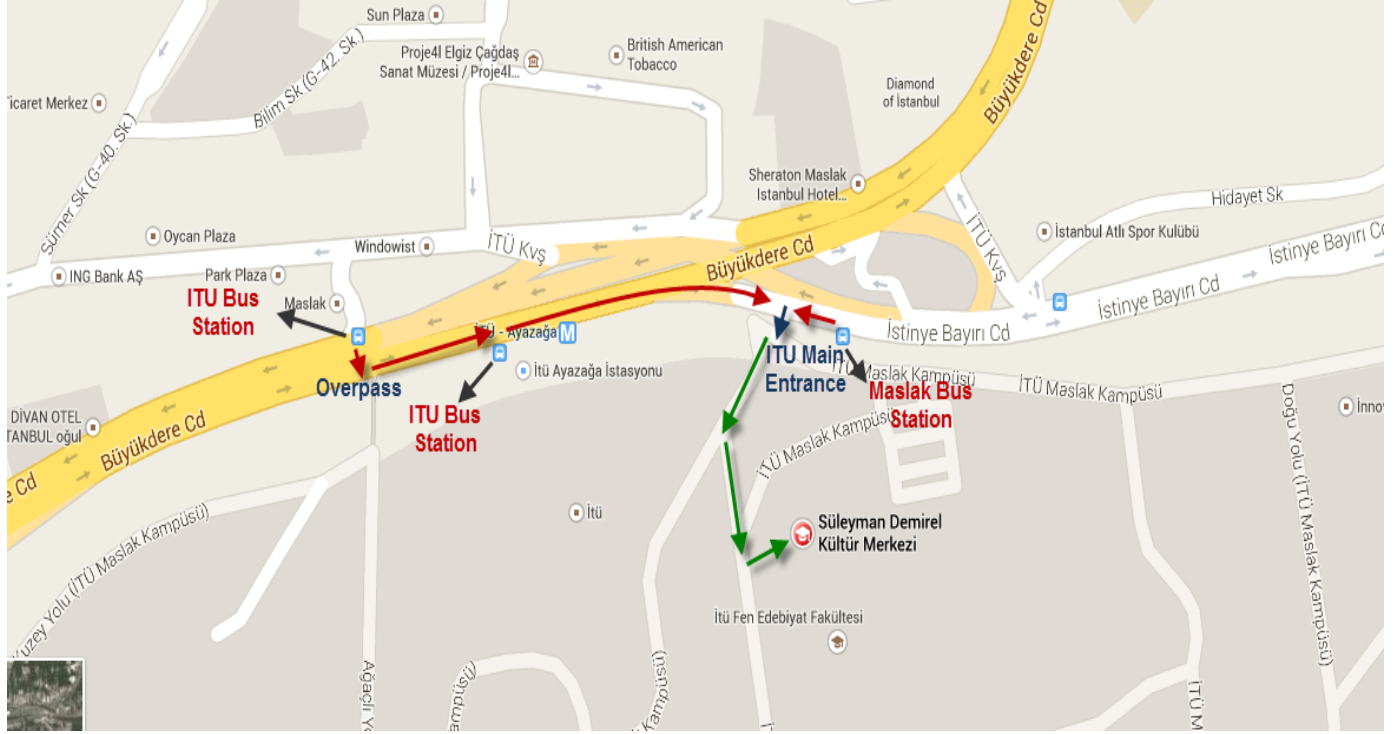 Sun Plaza
Proje4l Elgiz Çağdaş
Sanat Müzesi / Proje4l...
British American
Tobacco
Büyükdere Cd
Diamond
of İstanbul
Ticaret Merkez
Bilim Sk (G-42. Sk.)
Sümer Sk (G-40. Sk.)
Sheraton Maslak
Istanbul Hotel...
Hidayet Sk
Oycan Plaza
Windowist
İTÜ Kvş
İTÜ Kvş
İstanbul Atlı Spor Kulübü
ING Bank AŞ
Park Plaza
Büyükdere Cd
İstinye Bayırı Cd
İstinye Bayırı Cd
İstinye Bayırı Cd
ITU Bus
Station
Maslak
İTÜ - Ayazağa
M
ITU Main
Entrance
İTÜ Maslak Kampüsü
İTÜ Maslak Kampüsü
Overpass
İtü Ayazağa İstasyonu
ITU Bus
Station
Maslak Bus
Station
DİVAN OTEL
TANBUL oğul
Büyükdere Cd
e Cd
İnnov
Doğu Yolu (İTÜ Maslak Kampüsü)
İTÜ Maslak Kampüsü
İtü
Süleyman Demirel
Kültür Merkezi
Kuzey Yolu (İTÜ Maslak Kampüsü)
İtü Fen Edebiyat Fakültesi
Ağaçlı Yo
ampüsü)
Kampüsü)
İTÜ M